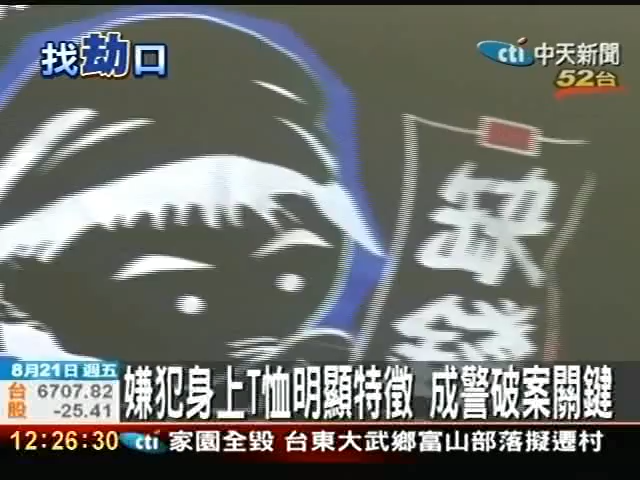 找劫口
cti 中天新聞
52台
缺
錢
8月21日 週五
台股 6707.82
-25.41
嫌犯身上T恤明顯特徵 成警破案關鍵
12:26:30 cti 家園全毀 台東大武鄉富山部落擬遷村